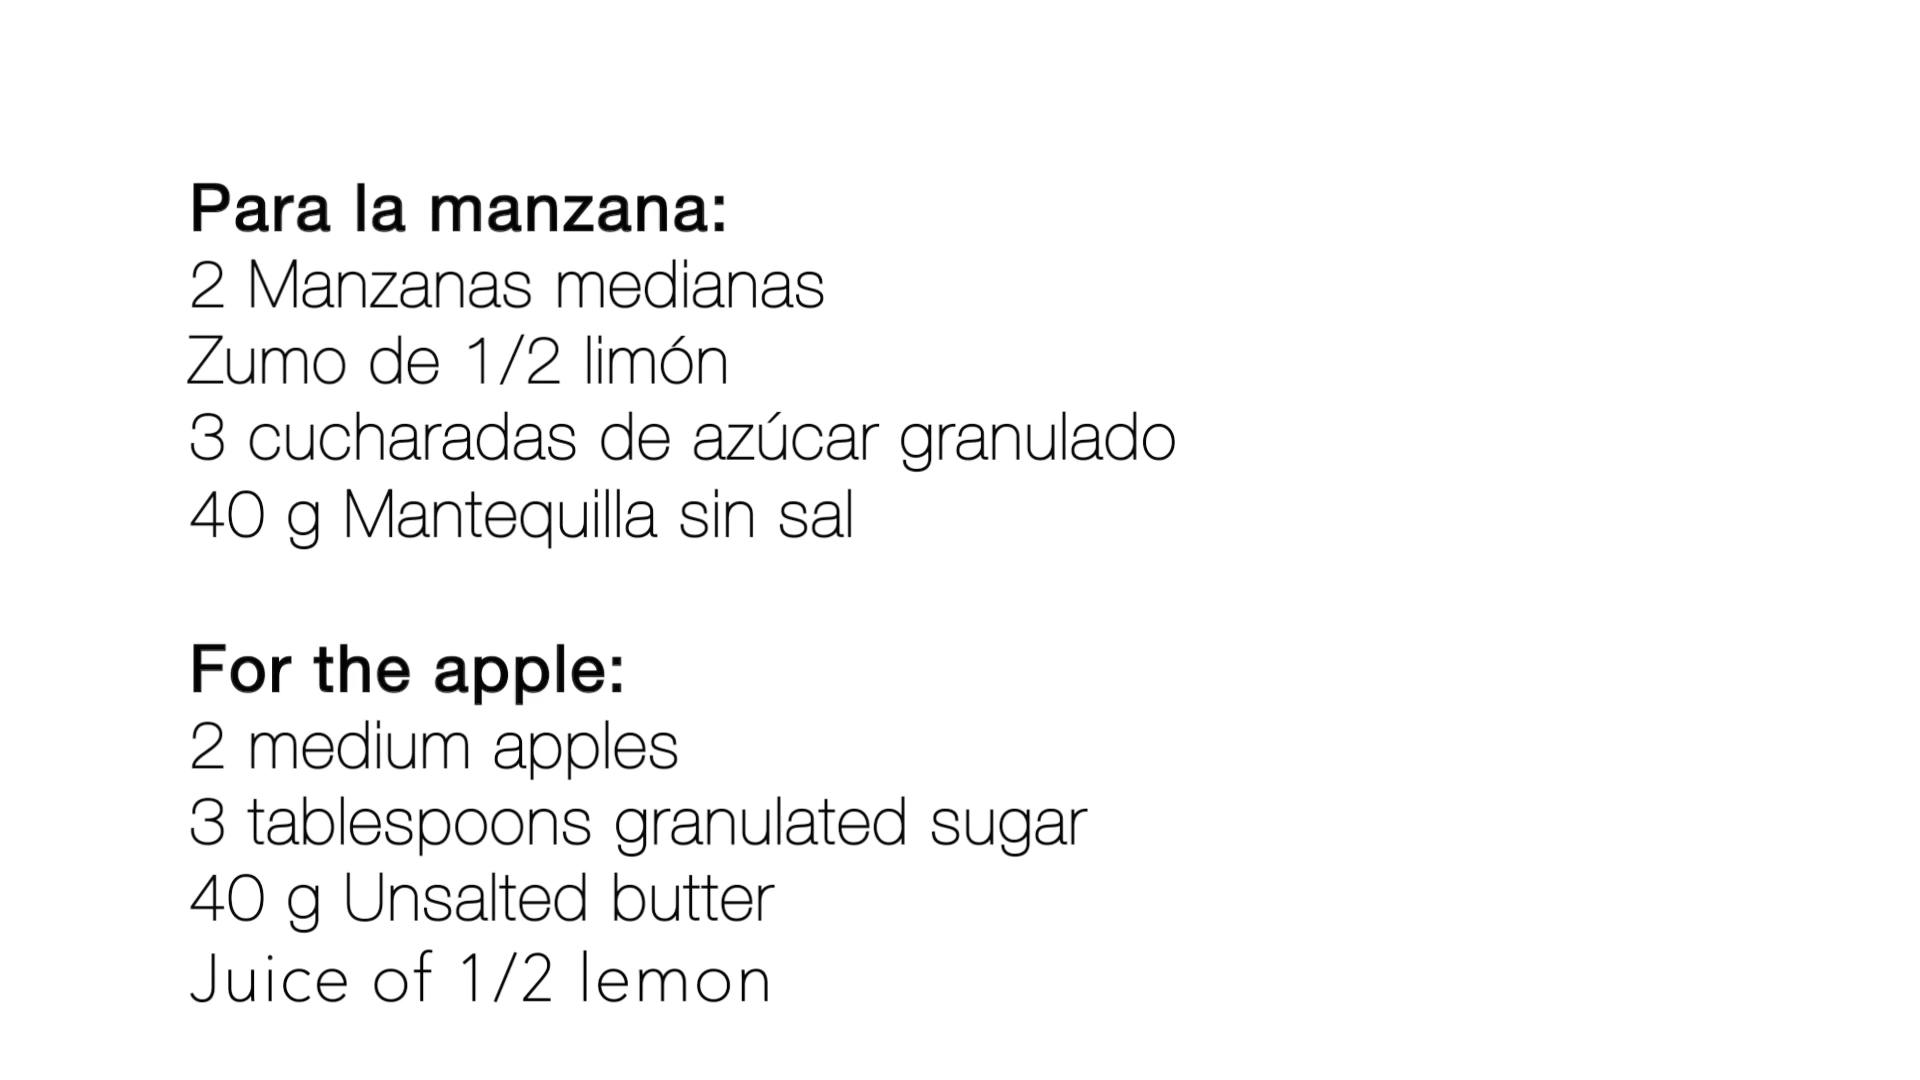 Para la manzana:
2 Manzanas medianas
Zumo de 1/2 limón
3 cucharadas de azúcar granulado
40 g Mantequilla sin sal
For the apple:
2 medium apples
3 tablespoons granulated sugar
40 g Unsalted butter
Juice of 1/2 lemon